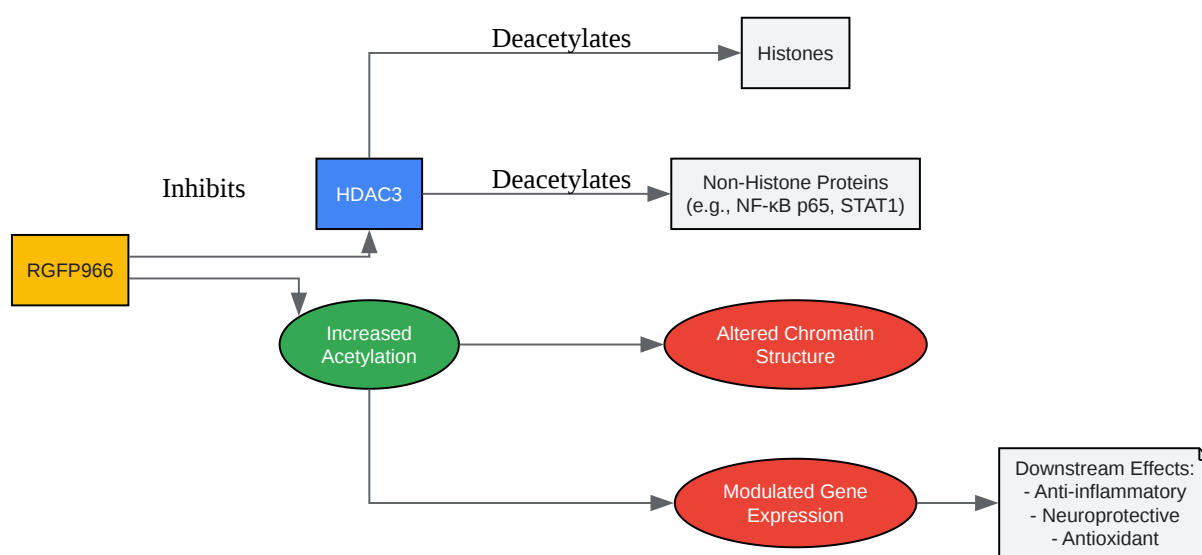 Deacetylates
Histones
Inhibits
HDAC3
Deacetylates
Non-Histone Proteins
(e.g., NF-κB p65, STAT1)
RGFP966
Increased
Acetylation
Altered Chromatin
Structure
Modulated Gene
Expression
Downstream Effects:
- Anti-inflammatory
- Neuroprotective
- Antioxidant